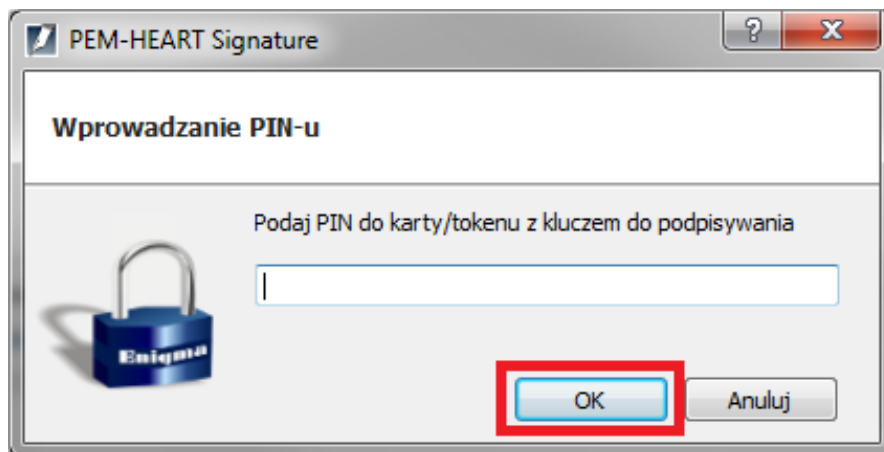 PEM-HEART Signature
?
Wprowadzanie PIN-u
Podaj PIN do karty/tokenu z kluczem do podpisywania
Enigma
OK
Anuluj